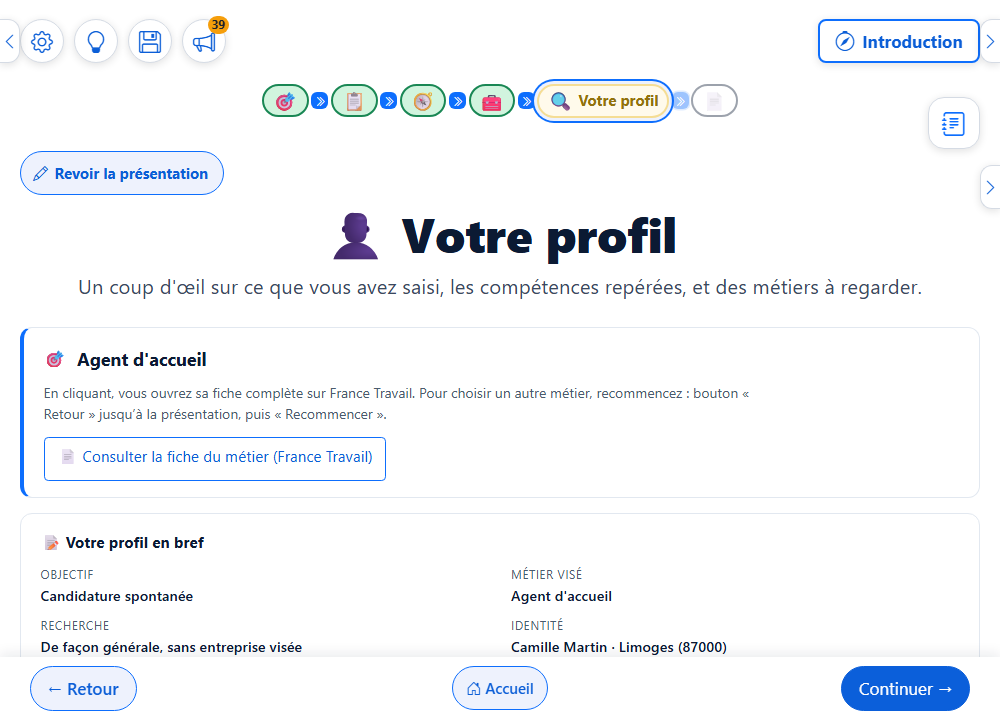 39
Introduction
Votre profil
Revoir la présentation
Votre profil
Un coup d'œil sur ce que vous avez saisi, les compétences repérées, et des métiers à regarder.
Agent d'accueil
En cliquant, vous ouvrez sa fiche complète sur France Travail. Pour choisir un autre métier, recommencez : bouton «
Retour » jusqu'à la présentation, puis « Recommencer ».
Consulter la fiche du métier (France Travail)
Votre profil en bref
OBJECTIF
Candidature spontanée
MÉTIER VISÉ
Agent d'accueil
RECHERCHE
De façon générale, sans entreprise visée
IDENTITÉ
Camille Martin · Limoges (87000)
← Retour
Accueil
Continuer →